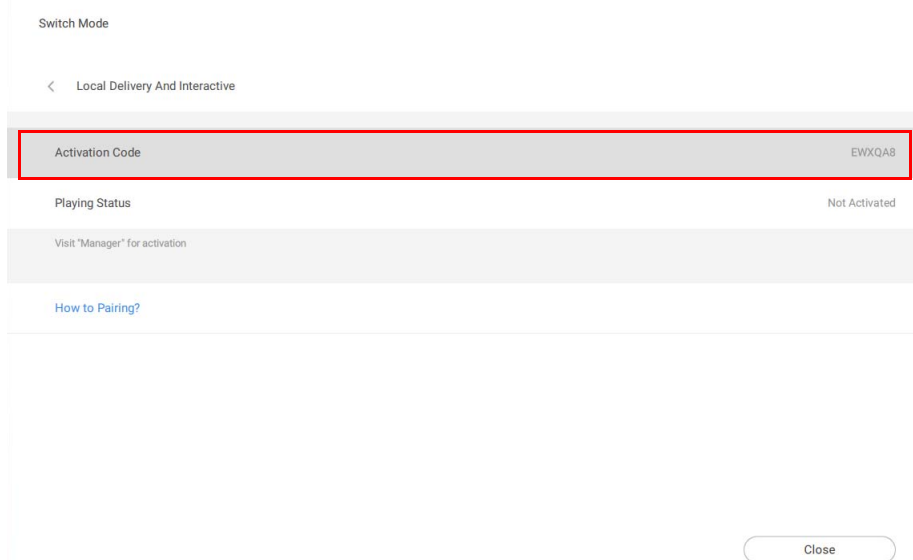 Switch Mode
Local Delivery And Interactive
Activation Code EWXQA8
Playing Status Not Activated
Visit "Manager" for activation
How to Pairing?
Close